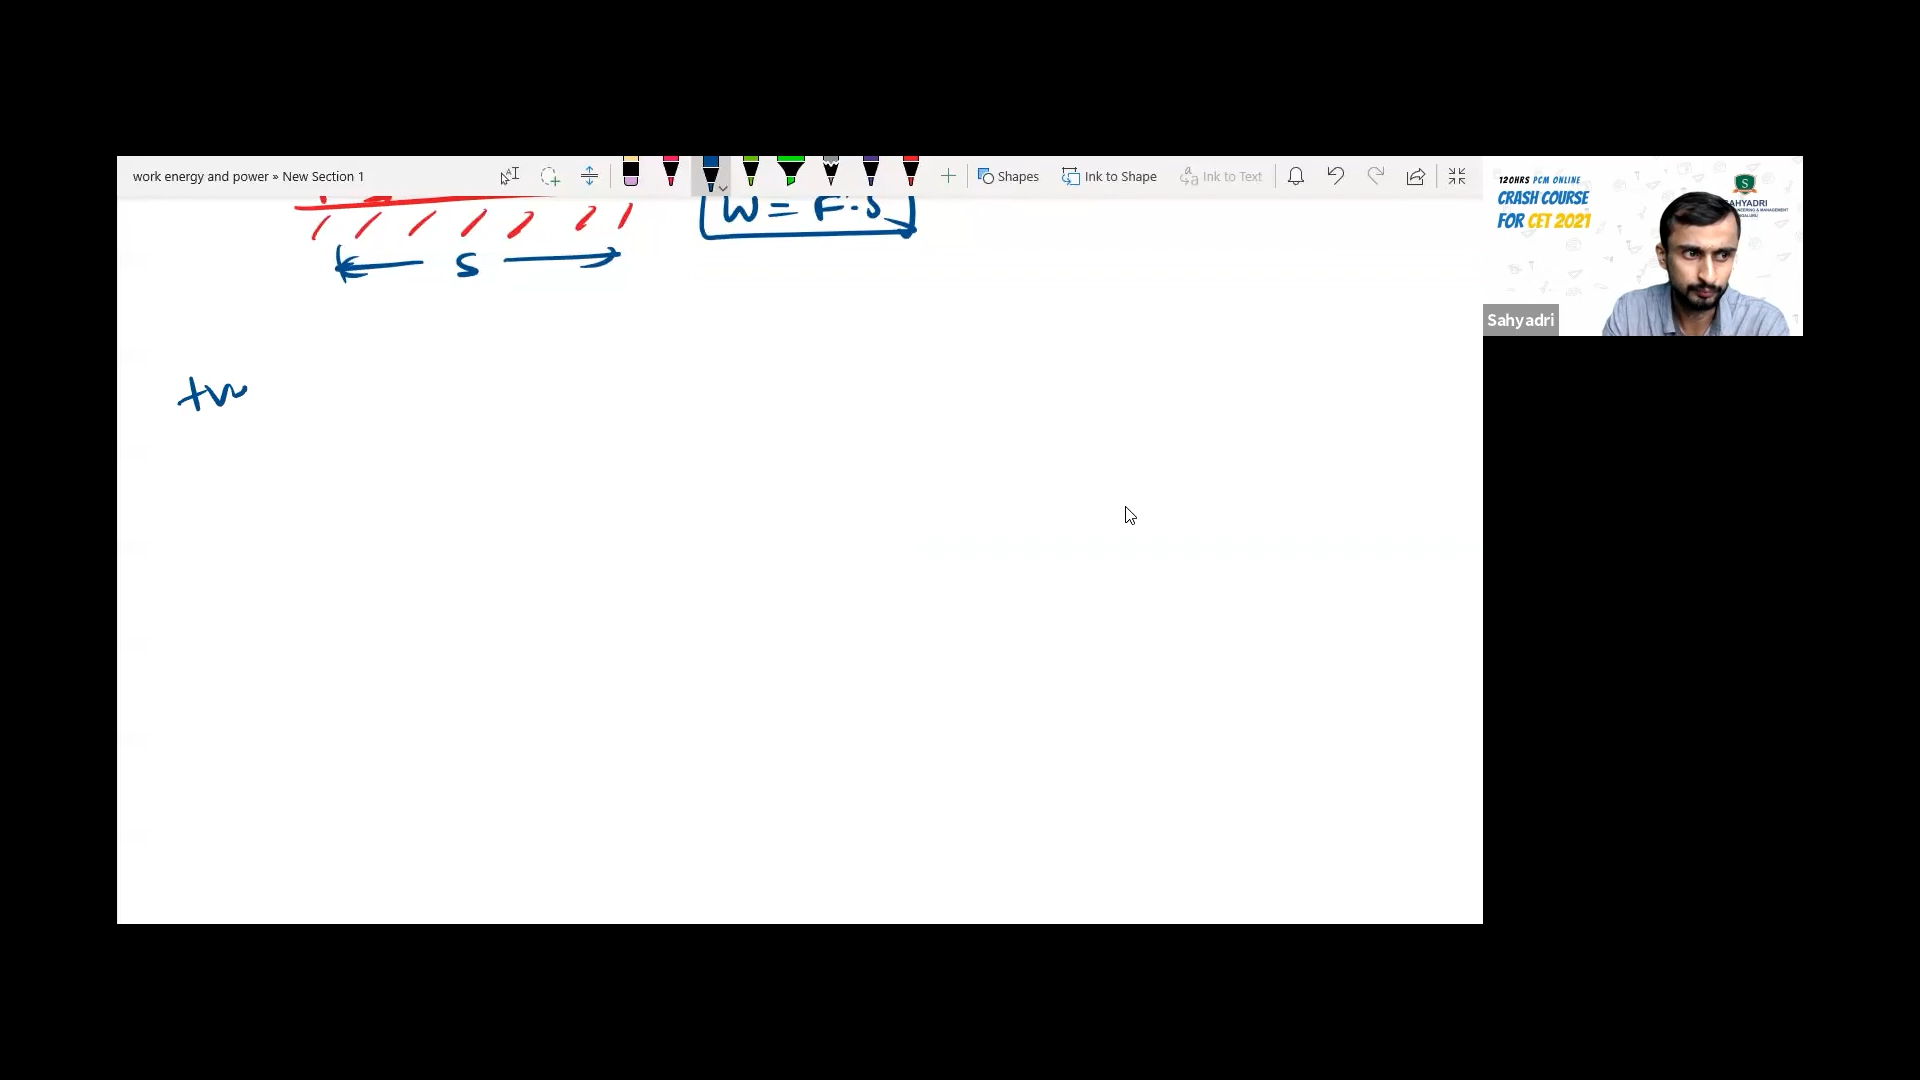 work energy and power » New Section 1
Shapes
Ink to Shape
Ink to Text
W = F·S
S
+w
120HRS PCM ONLINE
CRASH COURSE
FOR CET 2021
S
AHYADRI
Sahyadri